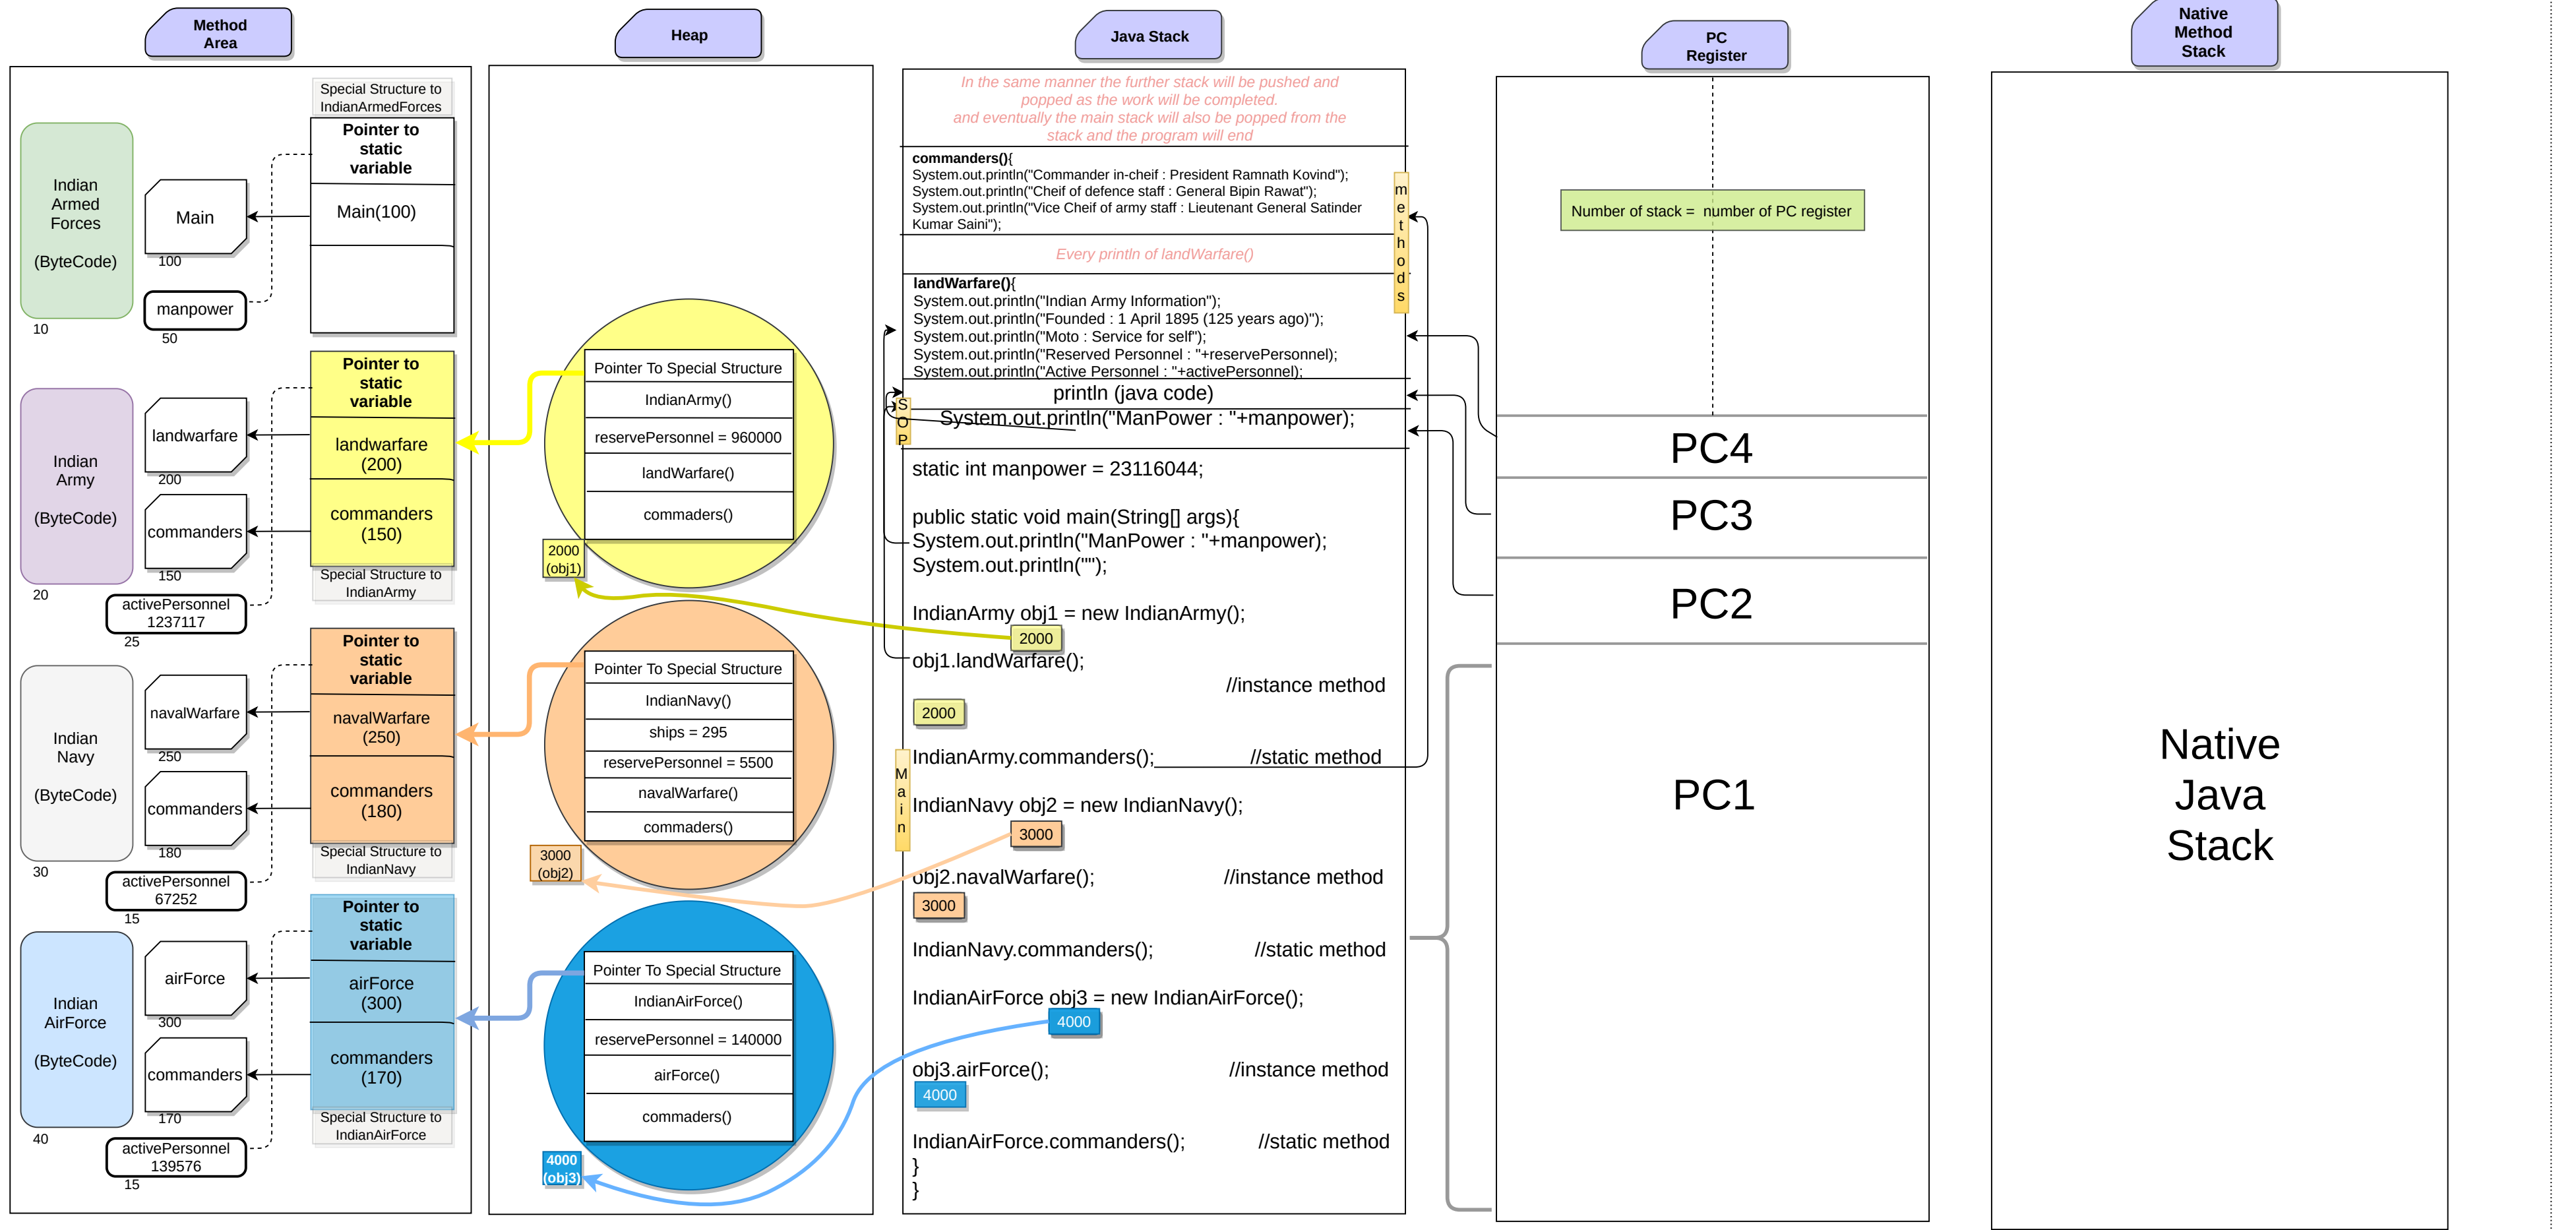 Method
Area
Special Structure to
IndianArmedForces
Pointer to
static
variable
Main(100)
Indian
Armed
Forces
(ByteCode)
10
Main
100
manpower
50
Pointer to
static
variable
landwarfare
(200)
commanders
(150)
Special Structure to
IndianArmy
Indian
Army
(ByteCode)
20
landwarfare
200
commanders
150
activePersonnel
1237117
25
Pointer to
static
variable
navalWarfare
(250)
commanders
(180)
Special Structure to
IndianNavy
Indian
Navy
(ByteCode)
30
navalWarfare
250
commanders
180
activePersonnel
67252
15
Pointer to
static
variable
airForce
(300)
commanders
(170)
Special Structure to
IndianAirForce
Indian
AirForce
(ByteCode)
40
airForce
300
commanders
170
activePersonnel
139576
15
Heap
Pointer To Special Structure
IndianArmy()
reservePersonnel = 960000
landWarfare()
commaders()
2000
(obj1)
Pointer To Special Structure
IndianNavy()
ships = 295
reservePersonnel = 5500
navalWarfare()
commaders()
3000
(obj2)
Pointer To Special Structure
IndianAirForce()
reservePersonnel = 140000
airForce()
commaders()
4000
(obj3)
Java Stack
In the same manner the further stack will be pushed and
popped as the work will be completed.
and eventually the main stack will also be popped from the
stack and the program will end
commanders(){
System.out.println("Commander in-cheif : President Ramnath Kovind");
System.out.println("Cheif of defence staff : General Bipin Rawat");
System.out.println("Vice Cheif of army staff : Lieutenant General Satinder
Kumar Saini");
methods
Every println of landWarfare()
landWarfare(){
System.out.println("Indian Army Information");
System.out.println("Founded : 1 April 1895 (125 years ago)");
System.out.println("Moto : Service for self");
System.out.println("Reserved Personnel : "+reservePersonnel);
System.out.println("Active Personnel : "+activePersonnel);
println (java code)
SOP
System.out.println("ManPower : "+manpower);
static int manpower = 23116044;
public static void main(String[] args){
System.out.println("ManPower : "+manpower);
System.out.println("");
IndianArmy obj1 = new IndianArmy();
2000
obj1.landWarfare();
//instance method
2000
IndianArmy.commanders(); //static method
Main
IndianNavy obj2 = new IndianNavy();
3000
obj2.navalWarfare(); //instance method
3000
IndianNavy.commanders(); //static method
IndianAirForce obj3 = new IndianAirForce();
4000
obj3.airForce(); //instance method
4000
IndianAirForce.commanders(); //static method
}
}
PC
Register
Number of stack = number of PC register
PC4
PC3
PC2
PC1
Native
Method
Stack
Native
Java
Stack